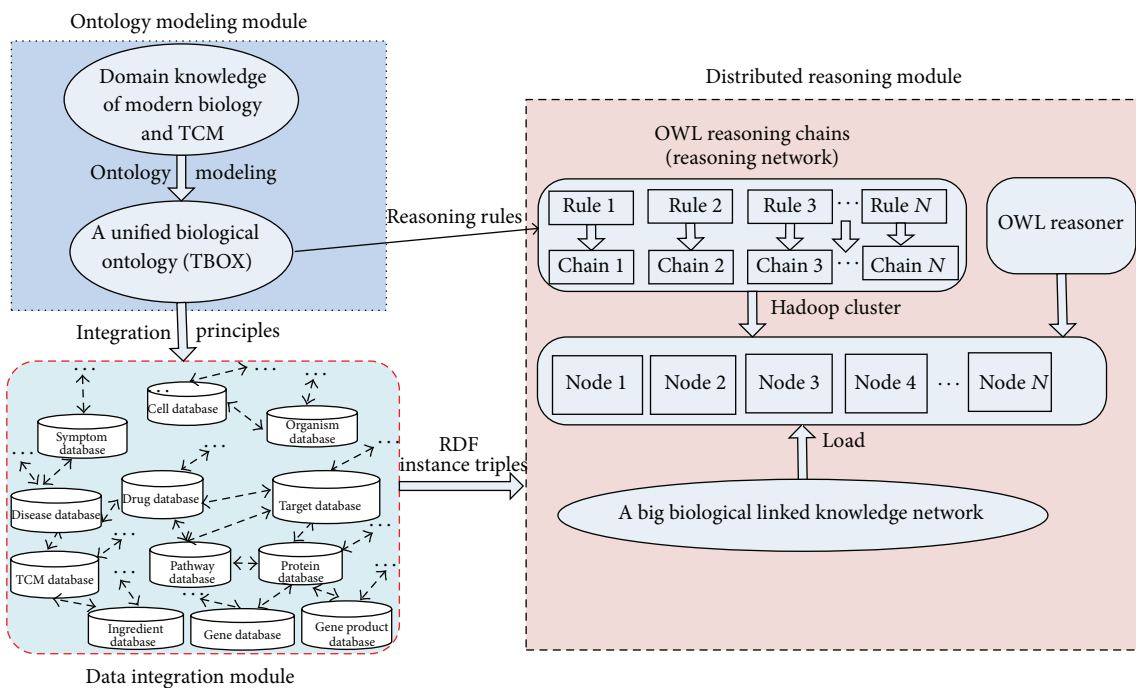 Ontology modeling module
Domain knowledge
of modern biology
and TCM
Ontology modeling
A unified biological
ontology (TBOX)
Reasoning rules
Integration principles
...
...
...
...
Cell database
Organism
database
Symptom
database
...
...
...
Drug database
Target database
Disease database
...
...
TCM database
Pathway
database
Protein
database
...
...
Ingredient
database
Gene database
Gene product
database
Data integration module
RDF
instance triples
Distributed reasoning module
OWL reasoning chains
(reasoning network)
Rule 1 Rule 2 Rule 3 ... Rule N
Chain 1 Chain 2 Chain 3 ... Chain N
OWL reasoner
Hadoop cluster
Node 1 Node 2 Node 3 Node 4 ... Node N
Load
A big biological linked knowledge network